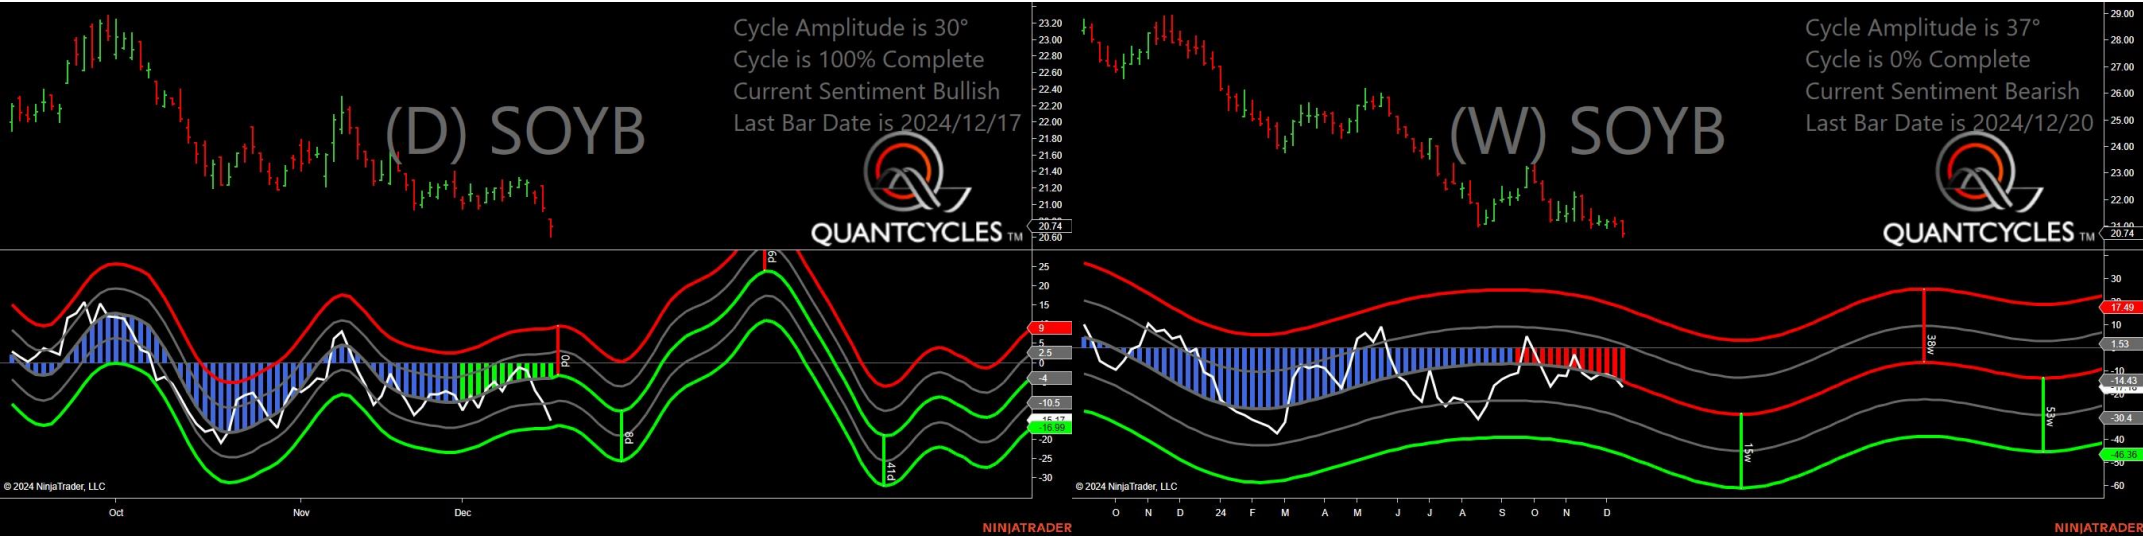 Cycle Amplitude is 30°
Cycle is 100% Complete
Current Sentiment Bullish
Last Bar Date is 2024/12/17
(D) SOYB
QUANTCYCLES TM
23.20
23.00
22.80
22.60
22.40
22.20
22.00
21.80
21.60
21.40
21.20
21.00
20.74
20.60
25
20
15
9
2.5
0
-4
-10.5
-16.99
-20
-25
-30
0d
8d
6d
41d
© 2024 NinjaTrader, LLC
Oct
Nov
Dec
NINJATRADER
Cycle Amplitude is 37°
Cycle is 0% Complete
Current Sentiment Bearish
Last Bar Date is 2024/12/20
(W) SOYB
QUANTCYCLES TM
29.00
28.00
27.00
26.00
25.00
24.00
23.00
22.00
21.00
20.74
30
17.49
10
1.53
-10
-14.43
-20
-30.4
-40
-46.36
-50
-60
15w
38w
53w
© 2024 NinjaTrader, LLC
O
N
D
24
F
M
A
M
J
J
A
S
O
N
D
NINJATRADER